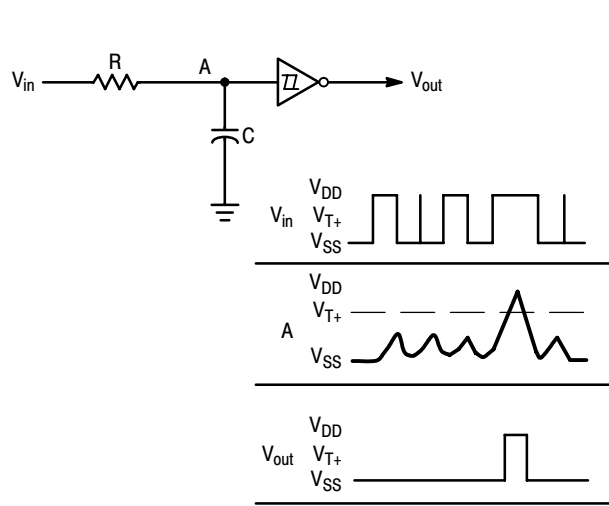 R
A
V_in
V_out
C
V_DD
V_in V_T+
V_SS
V_DD
V_T+
A
V_SS
V_DD
V_out V_T+
V_SS